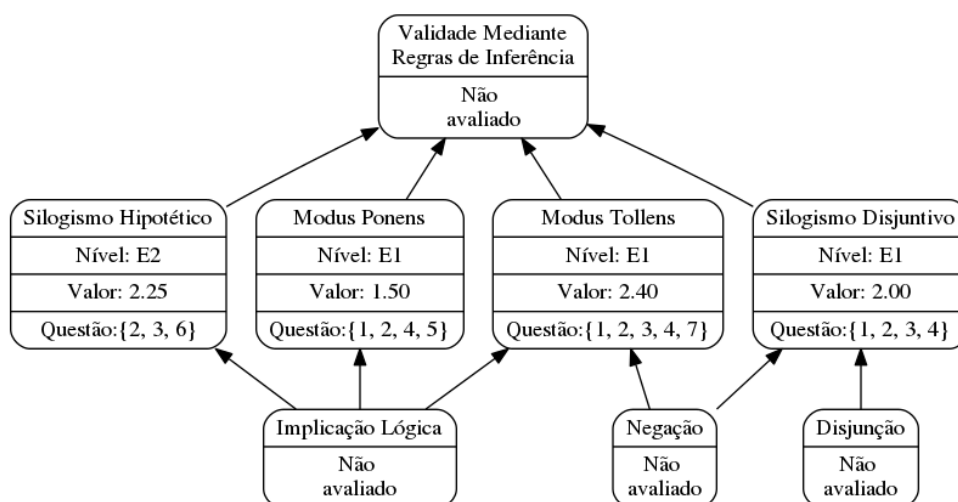 Validade Mediante
Regras de Inferência
Não
avaliado
Silogismo Hipotético
Nível: E2
Valor: 2.25
Questão:{2, 3, 6}
Modus Ponens
Nível: E1
Valor: 1.50
Questão:{1, 2, 4, 5}
Modus Tollens
Nível: E1
Valor: 2.40
Questão:{1, 2, 3, 4, 7}
Silogismo Disjuntivo
Nível: E1
Valor: 2.00
Questão:{1, 2, 3, 4}
Implicação Lógica
Não
avaliado
Negação
Não
avaliado
Disjunção
Não
avaliado